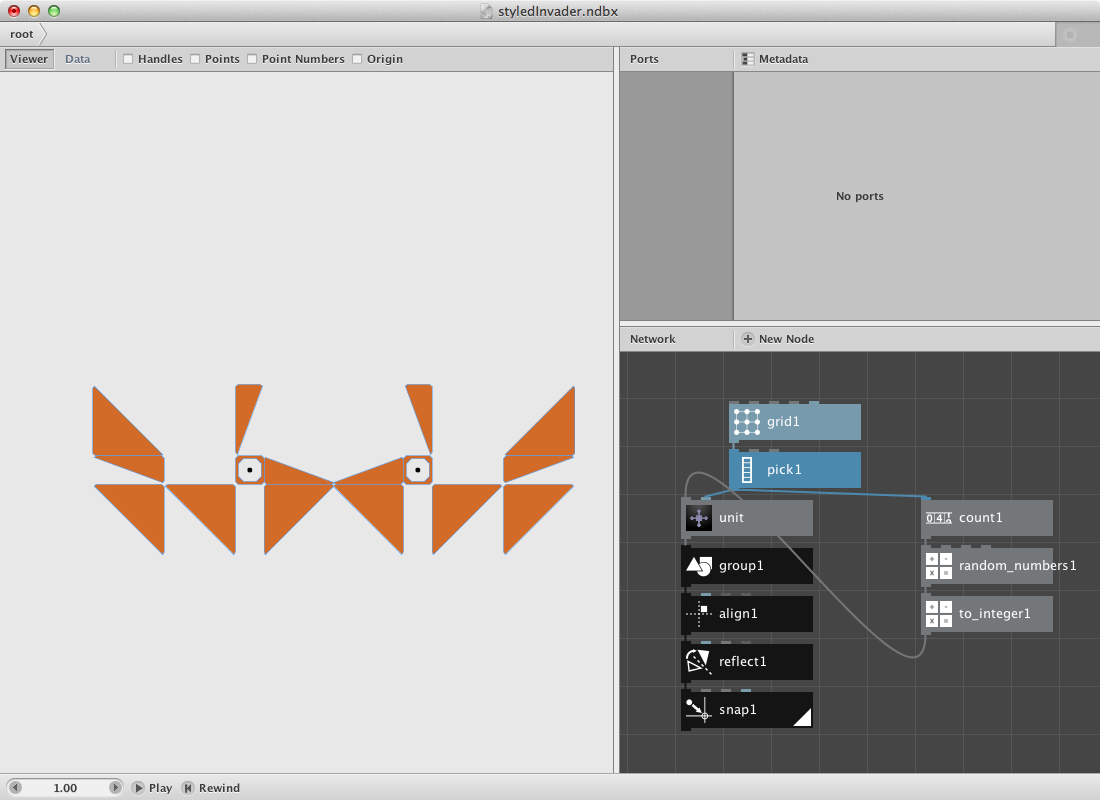 styledInvader.ndbx
root
Viewer Data Handles Points Point Numbers Origin
Ports Metadata
No ports
Network New Node
grid1
pick1
unit
count1
group1
random_numbers1
align1
to_integer1
reflect1
snap1
1.00 Play Rewind